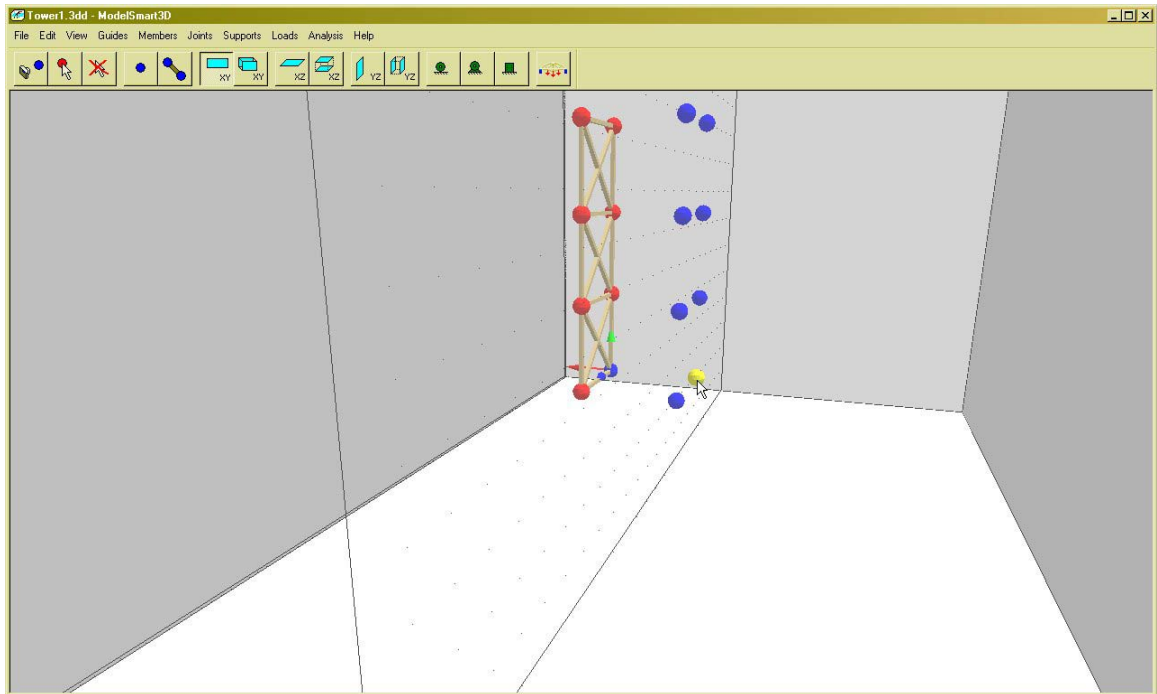 Tower1.3dd - ModelSmart3D
File Edit View Guides Members Joints Supports Loads Analysis Help
XY XY XZ XZ YZ YZ